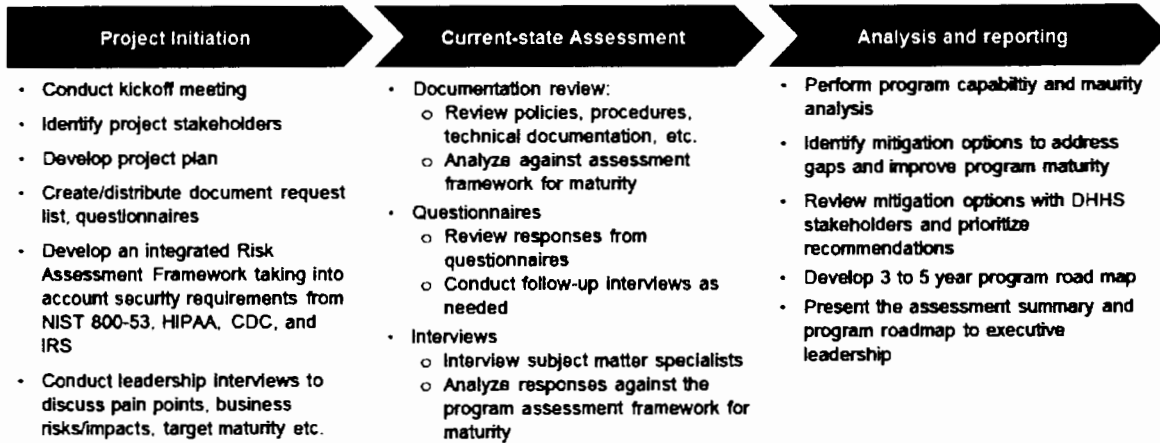 Project Initiation
• Conduct kickoff meeting
• Identify project stakeholders
• Develop project plan
• Create/distribute document request
list, questionnaires
• Develop an integrated Risk
Assessment Framework taking into
account security requirements from
NIST 800-53, HIPAA, CDC, and
IRS
• Conduct leadership interviews to
discuss pain points, business
risks/impacts, target maturity etc.
Current-state Assessment
• Documentation review:
o Review policies, procedures,
technical documentation, etc.
o Analyze against assessment
framework for maturity
• Questionnaires
o Review responses from
questionnaires
o Conduct follow-up interviews as
needed
• Interviews
o Interview subject matter specialists
o Analyze responses against the
program assessment framework for
maturity
Analysis and reporting
• Perform program capabiltiy and maurity
analysis
• Identify mitigation options to address
gaps and improve program maturity
• Review mitigation options with DHHS
stakeholders and prioritize
recommendations
• Develop 3 to 5 year program road map
• Present the assessment summary and
program roadmap to executive
leadership